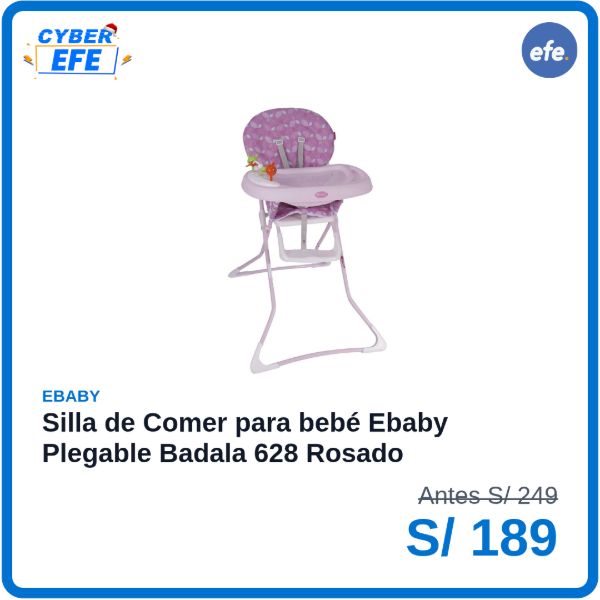 CYBER
EFE
efe.
EBABY
Silla de Comer para bebé Ebaby
Plegable Badala 628 Rosado
Antes S/ 249
S/ 189